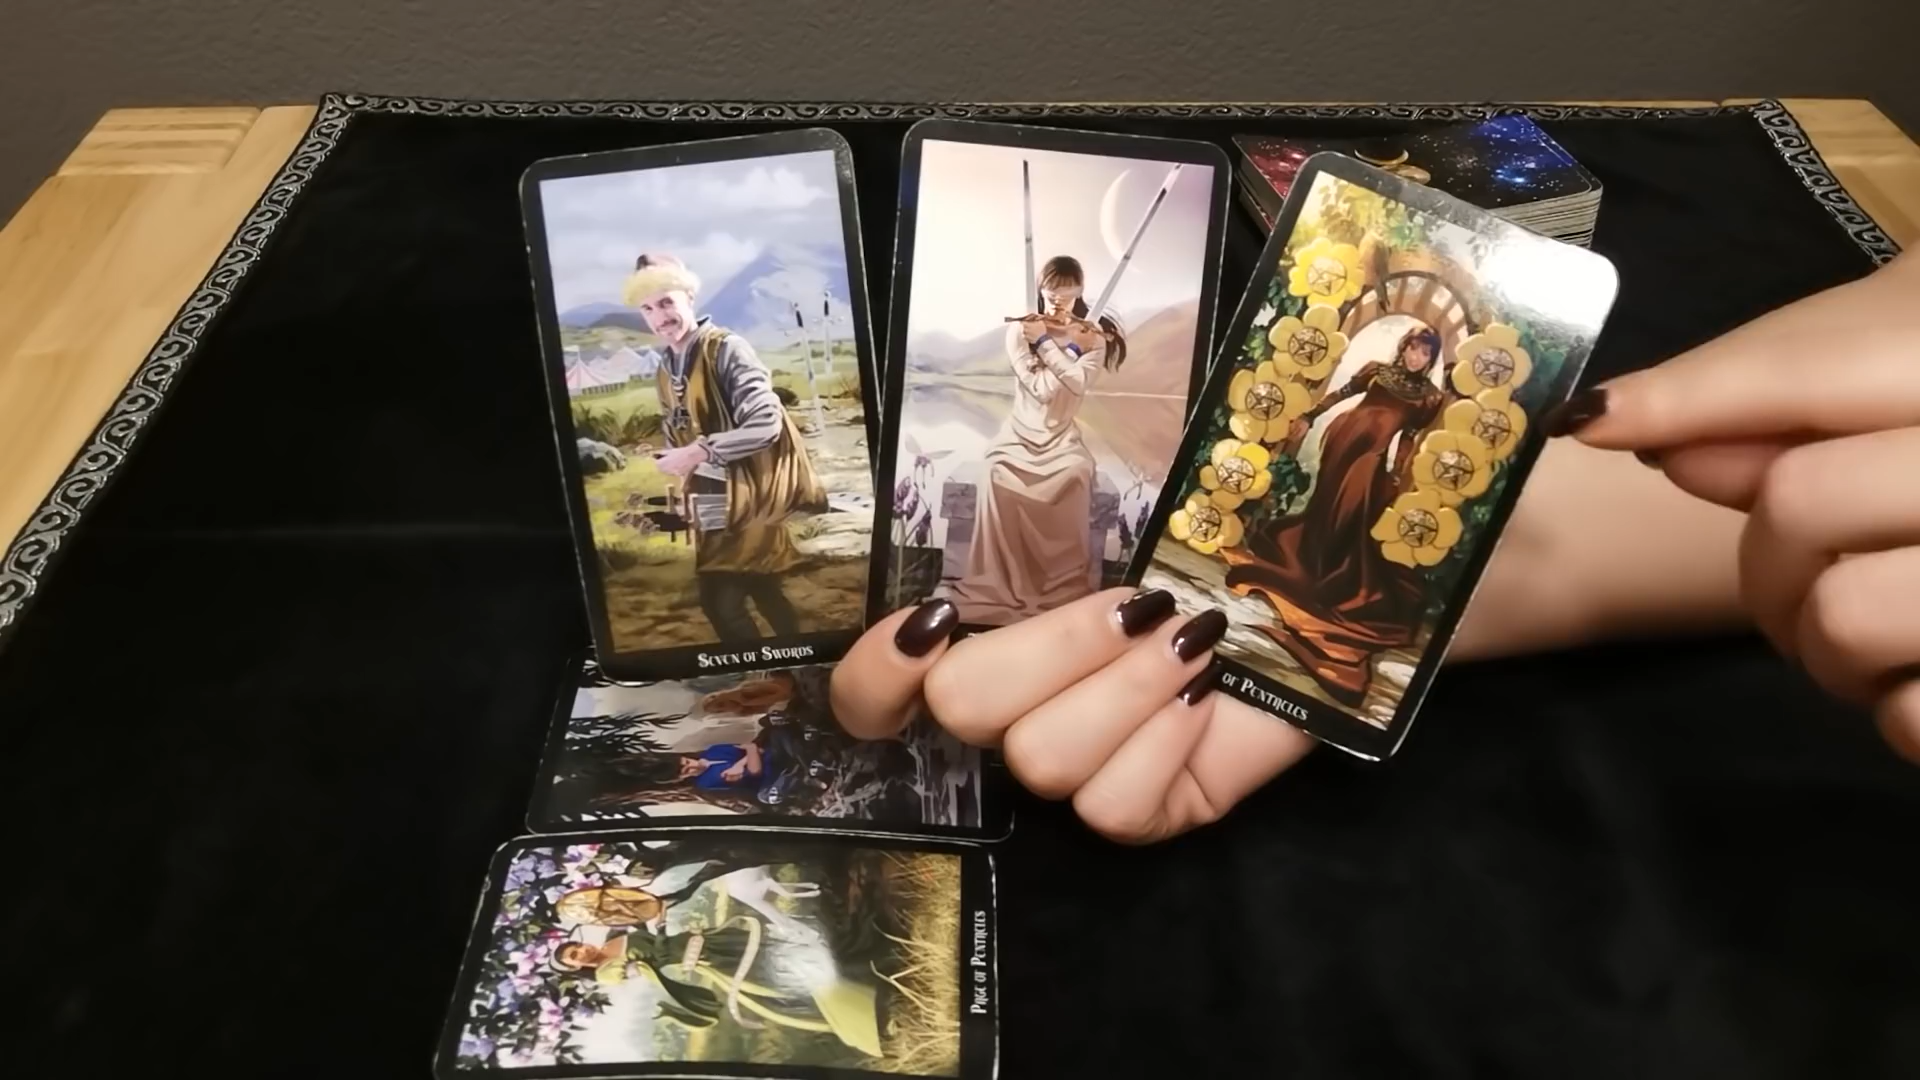 Seven of Swords
of Pentacles
Page of Pentacles